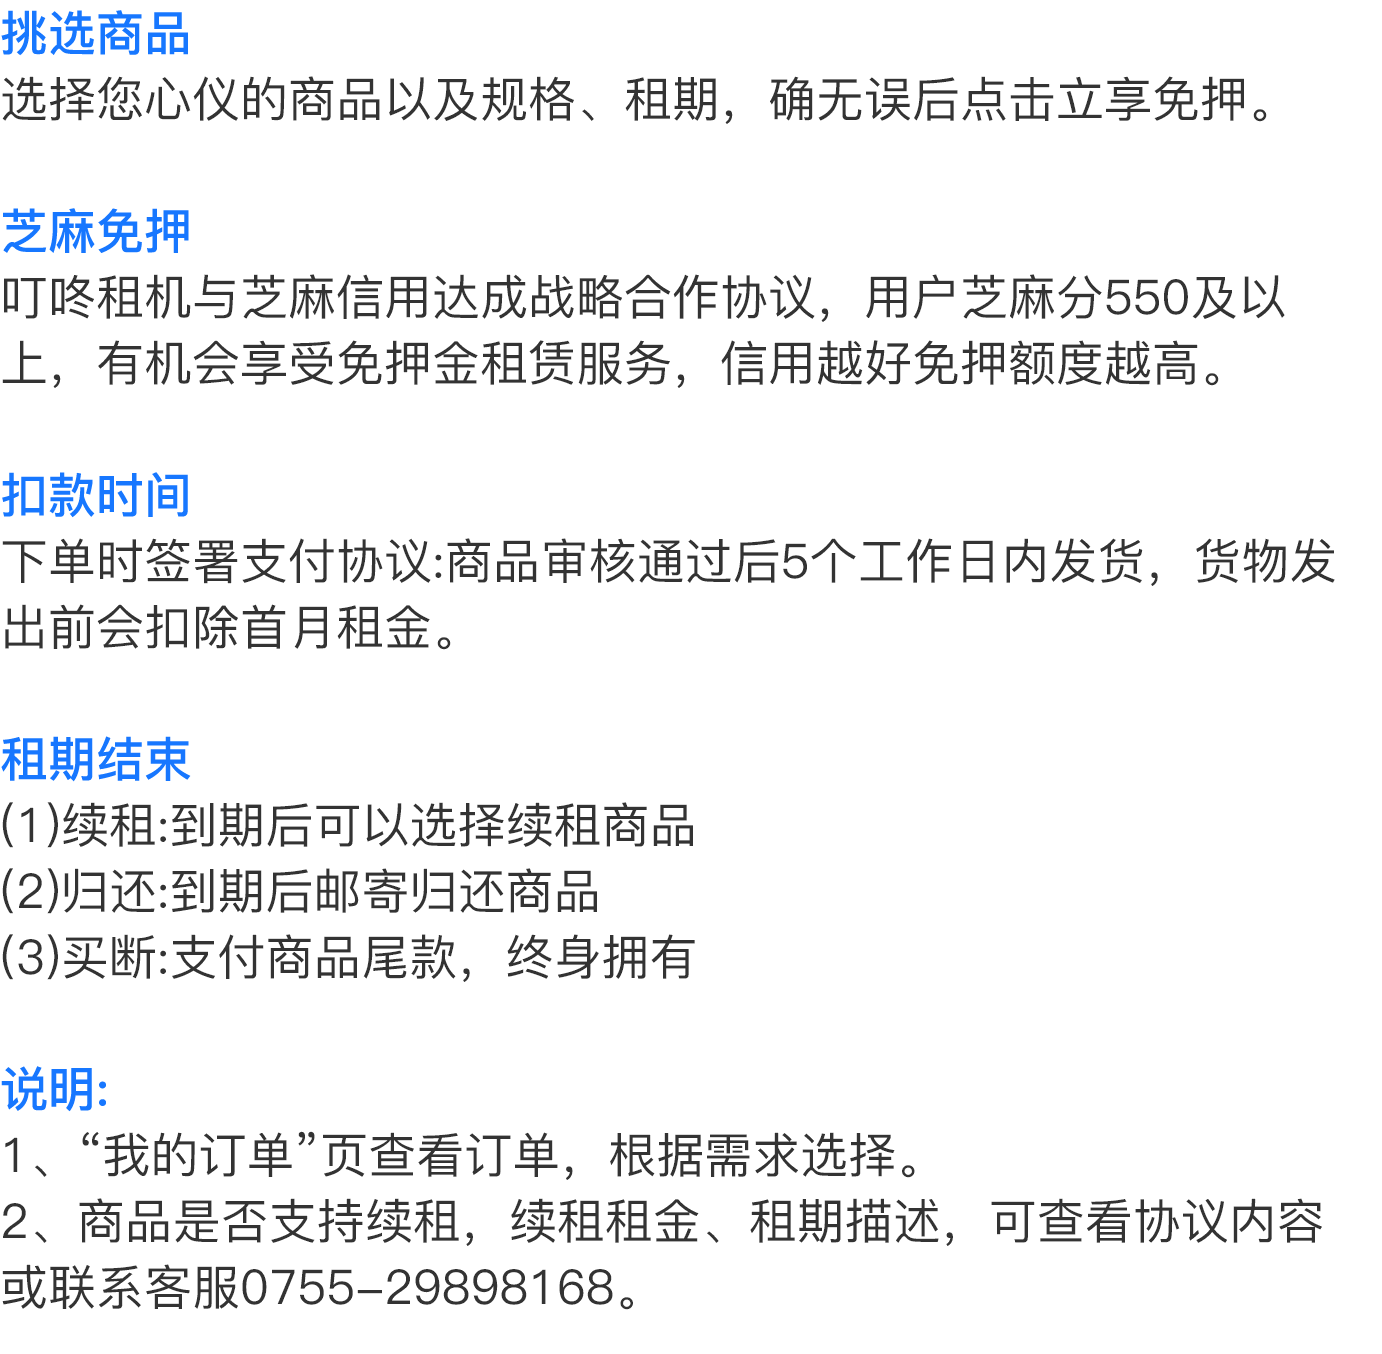 挑选商品
选择您心仪的商品以及规格、租期，确无误后点击立享免押。
芝麻免押
叮咚租机与芝麻信用达成战略合作协议，用户芝麻分550及以
上，有机会享受免押金租赁服务，信用越好免押额度越高。
扣款时间
下单时签署支付协议:商品审核通过后5个工作日内发货，货物发
出前会扣除首月租金。
租期结束
(1)续租:到期后可以选择续租商品
(2)归还:到期后邮寄归还商品
(3)买断:支付商品尾款，终身拥有
说明:
1、“我的订单”页查看订单，根据需求选择。
2、商品是否支持续租，续租租金、租期描述，可查看协议内容
或联系客服0755-29898168。